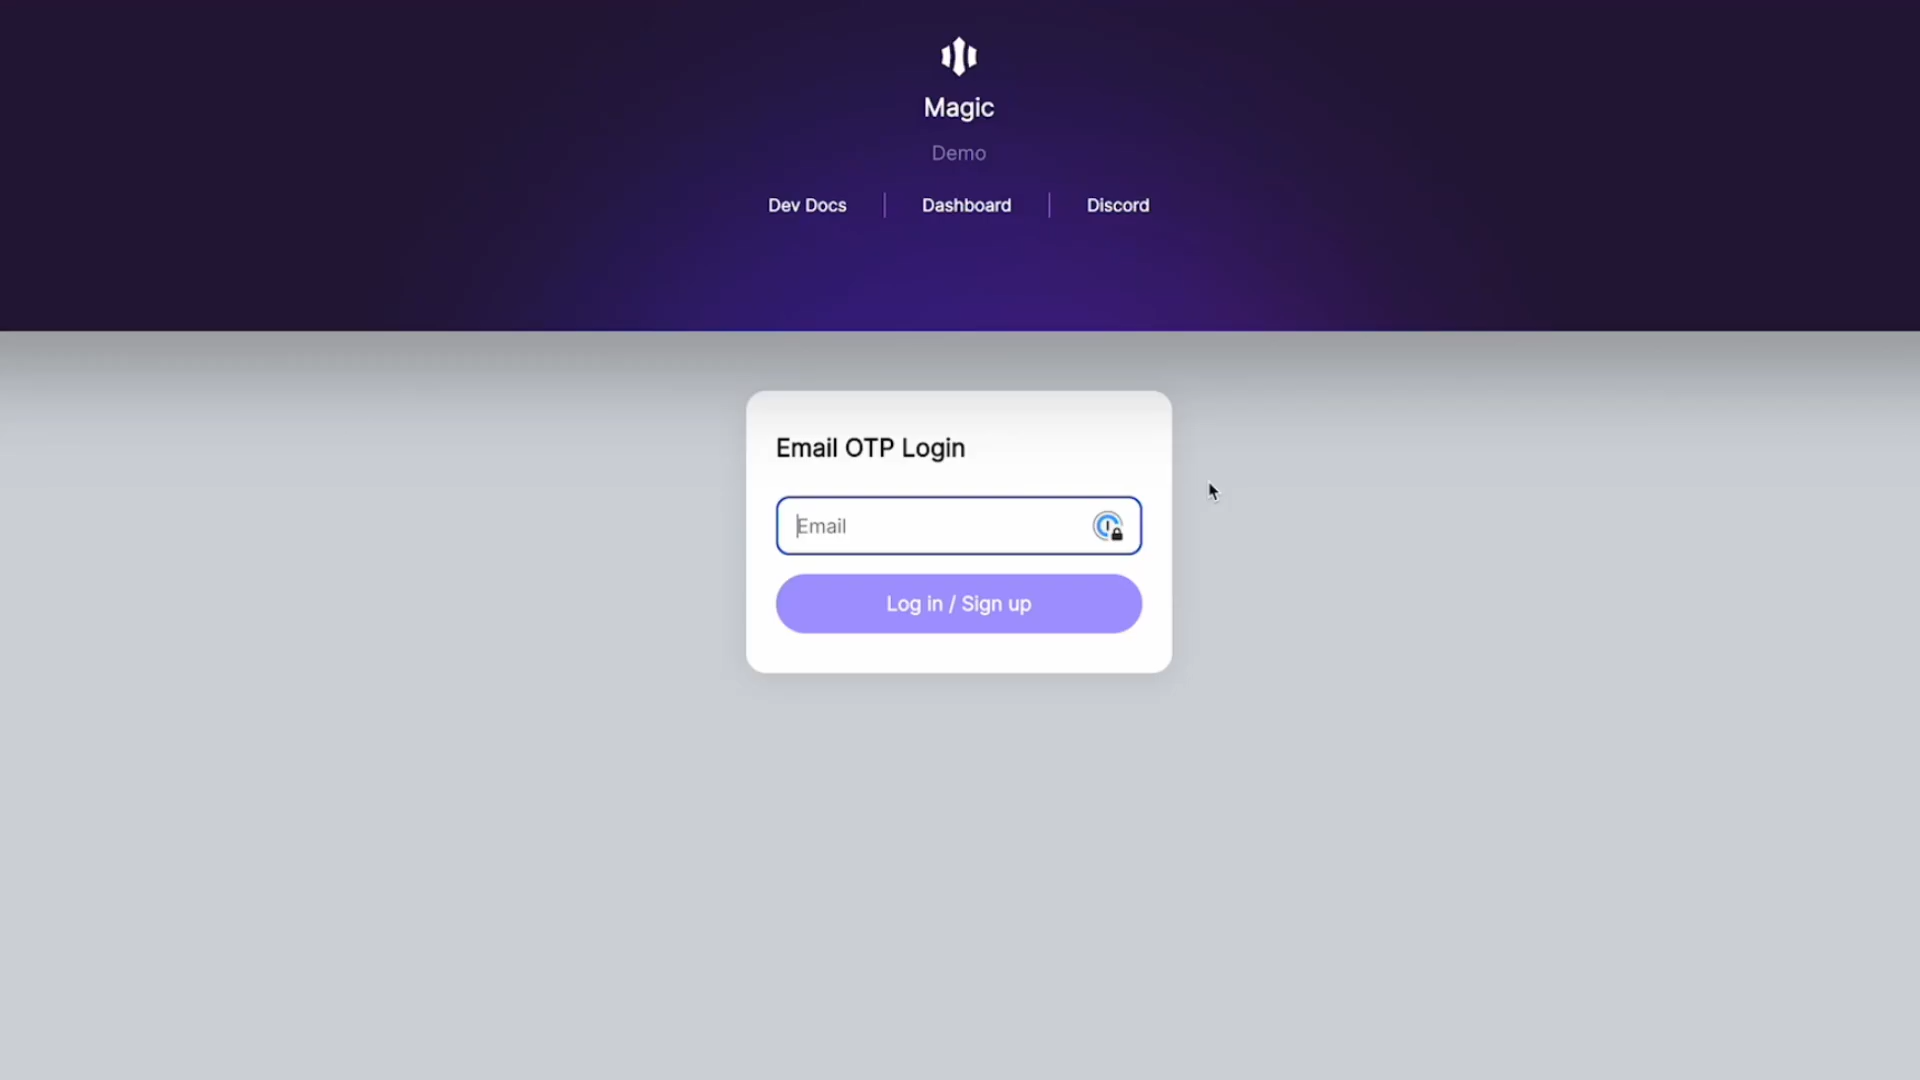 Magic
Demo
Dev Docs | Dashboard | Discord
Email OTP Login
Email
Log in / Sign up